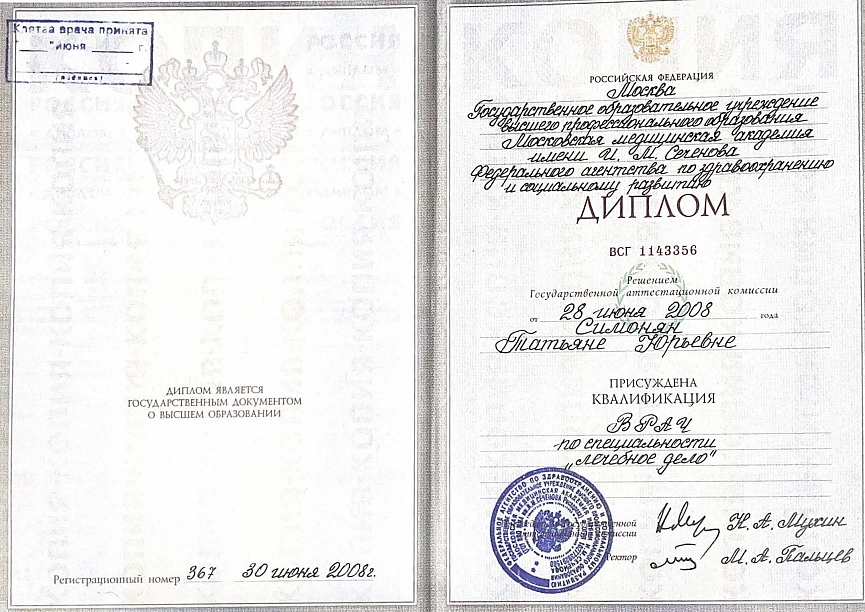 Клятва врача принята
" " июня г.
(подпись)
ДИПЛОМ ЯВЛЯЕТСЯ
ГОСУДАРСТВЕННЫМ ДОКУМЕНТОМ
О ВЫСШЕМ ОБРАЗОВАНИИ
Регистрационный номер 367 30 июня 2008г.
РОССИЙСКАЯ ФЕДЕРАЦИЯ
Москва
Государственное образовательное учреждение
высшего профессионального образования
Московская медицинская академия
имени И. М. Сеченова
Федерального агентства по здравоохранению
и социальному развитию
ДИПЛОМ
ВСГ 1143356
Решением
Государственной аттестационной комиссии
от 28 июня 2008 года
Симонян
Татьяне Юрьевне
ПРИСУЖДЕНА
КВАЛИФИКАЦИЯ
ВРАЧ
по специальности
"лечебное дело"
Н. А. Мухин
комиссии
Ректор М. А. Пальцев